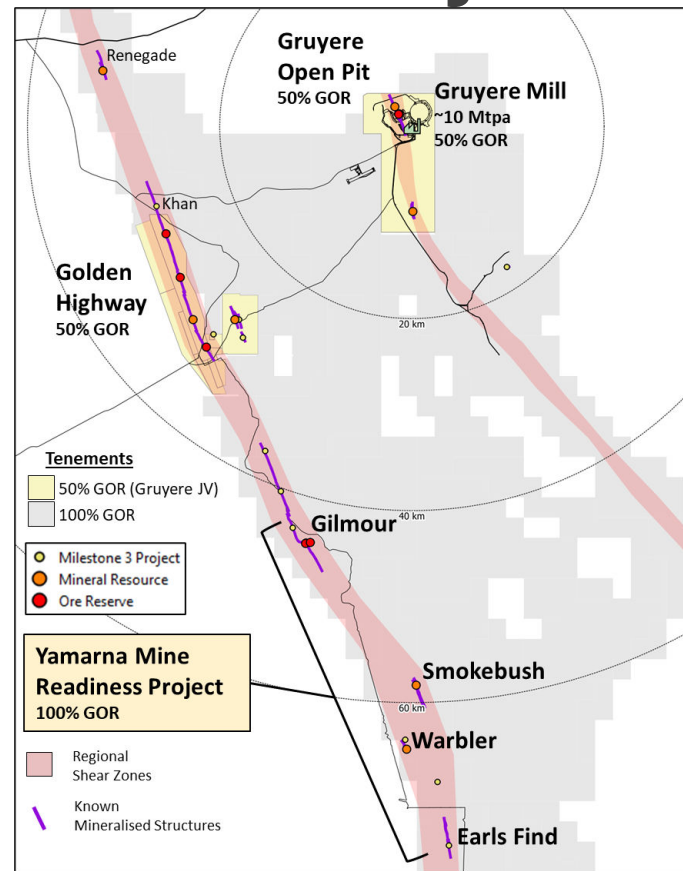 Renegade
Gruyere
Open Pit
50% GOR
Gruyere Mill
~10 Mtpa
50% GOR
Khan
Golden
Highway
50% GOR
20 km
Tenements
50% GOR (Gruyere JV)
100% GOR
40 km
Gilmour
Milestone 3 Project
Mineral Resource
Ore Reserve
Yamarna Mine
Readiness Project
100% GOR
Smokebush
60 km
Warbler
Regional
Shear Zones
Known
Mineralised Structures
Earls Find